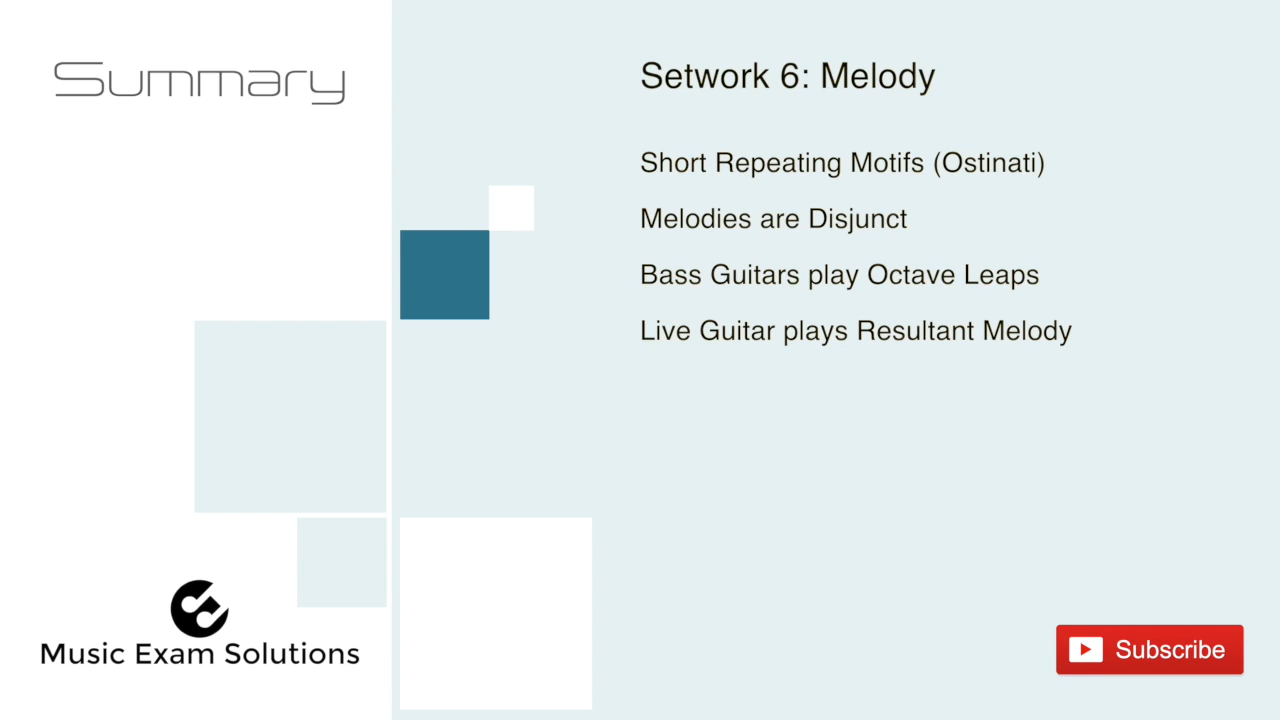 Summary
Setwork 6: Melody
Short Repeating Motifs (Ostinati)
Melodies are Disjunct
Bass Guitars play Octave Leaps
Live Guitar plays Resultant Melody
Music Exam Solutions
Subscribe